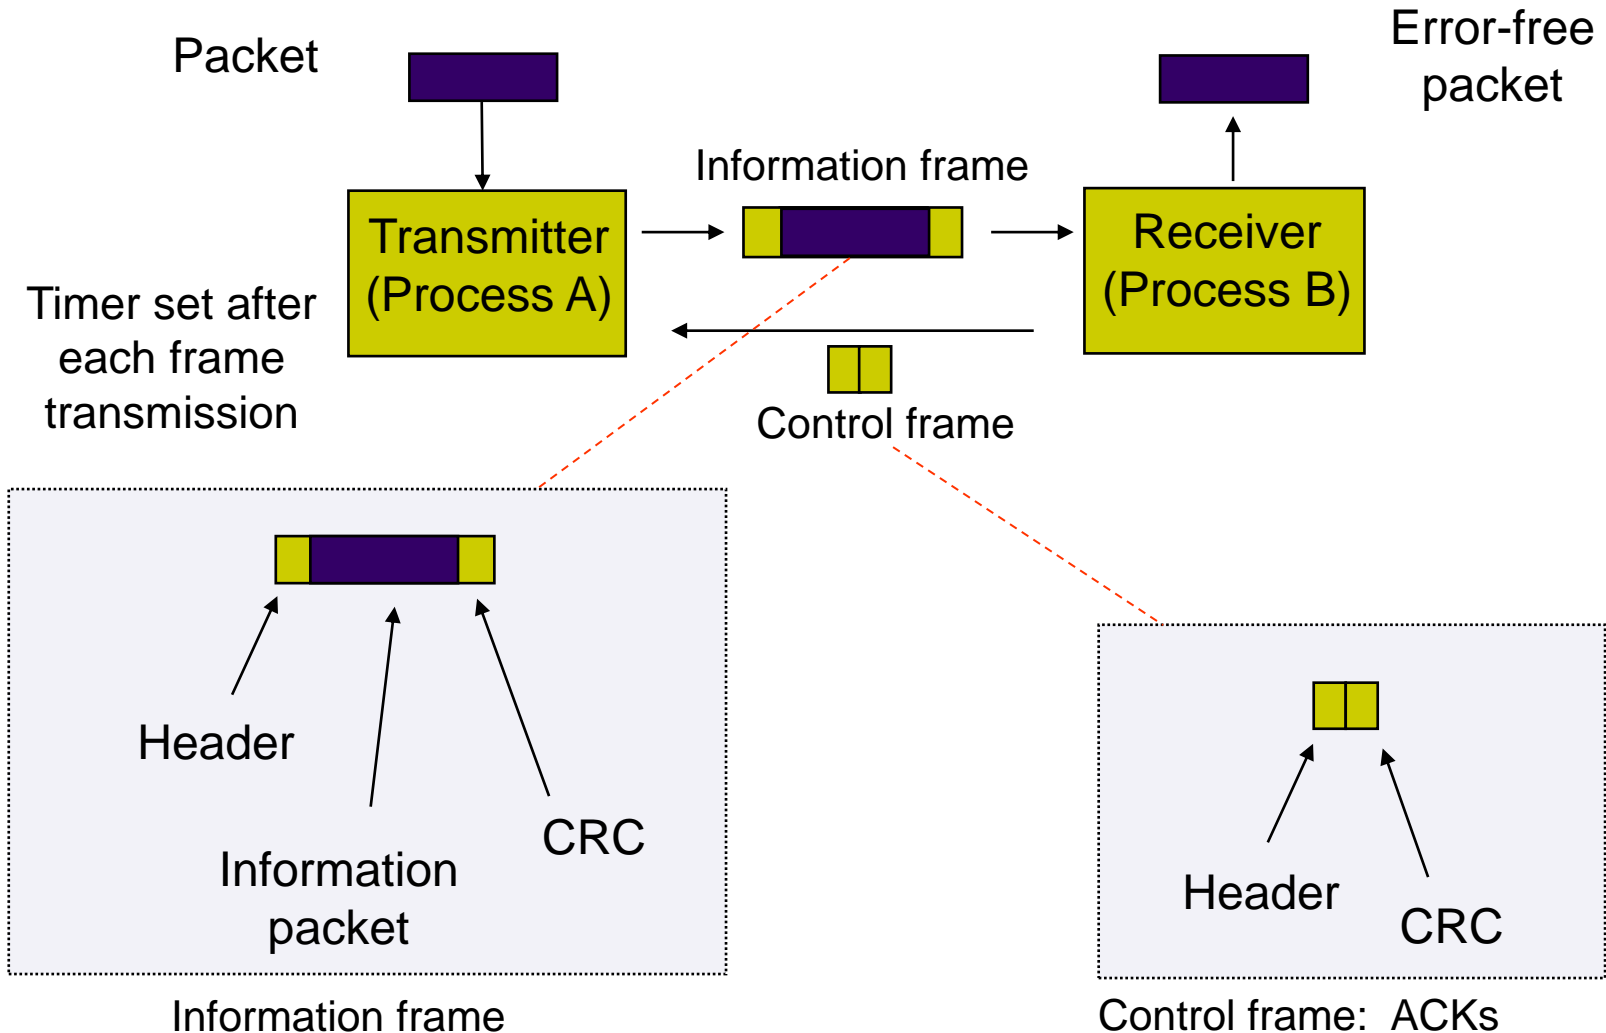 Packet
Error-free
packet
Information frame
Transmitter
(Process A)
Receiver
(Process B)
Timer set after
each frame
transmission
Control frame
Header
Information
packet
CRC
Header
CRC
Information frame
Control frame: ACKs